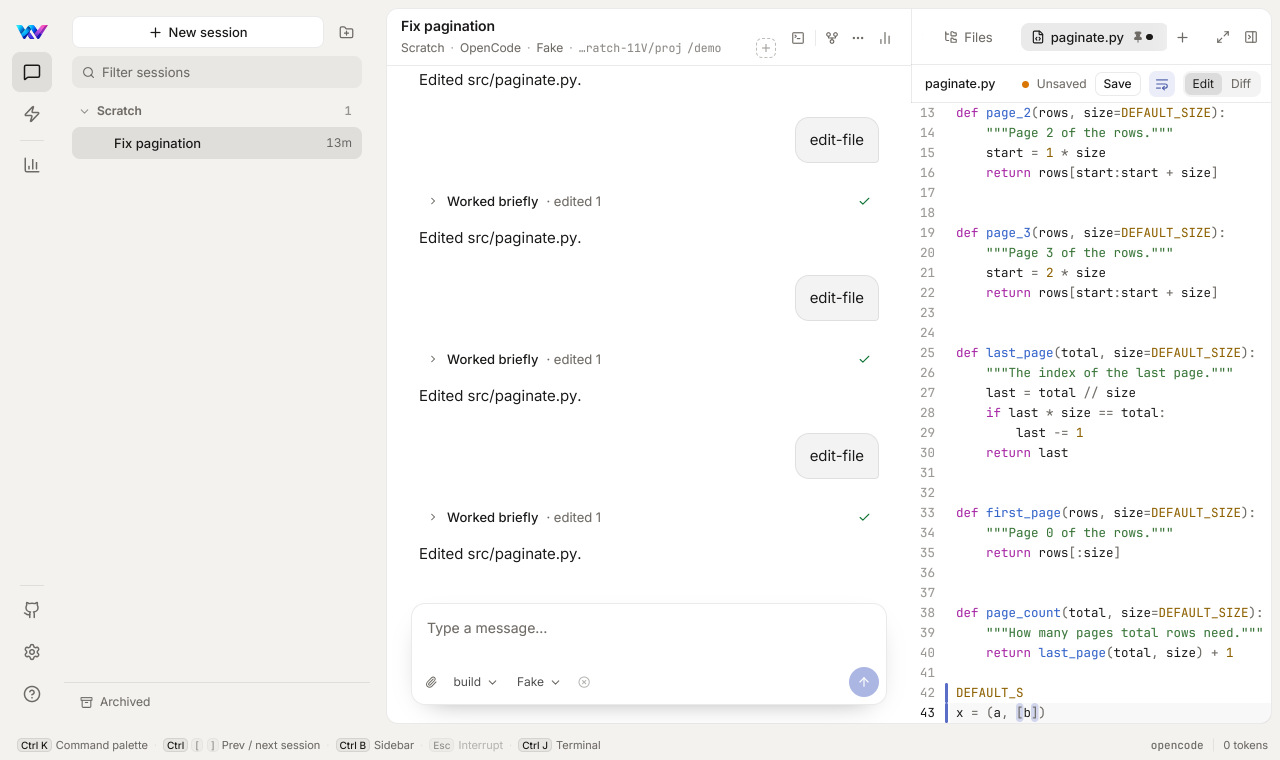 New session
Filter sessions
Scratch 1
Fix pagination 13m
Archived
Fix pagination
Scratch · OpenCode · Fake · …ratch-11V/proj /demo
Edited src/paginate.py.
edit-file
Worked briefly · edited 1
Edited src/paginate.py.
edit-file
Worked briefly · edited 1
Edited src/paginate.py.
edit-file
Worked briefly · edited 1
Edited src/paginate.py.
Type a message...
build Fake
Files paginate.py
paginate.py Unsaved Save Edit Diff
13 def page_2(rows, size=DEFAULT_SIZE):
14 """Page 2 of the rows."""
15 start = 1 * size
16 return rows[start:start + size]
17
18
19 def page_3(rows, size=DEFAULT_SIZE):
20 """Page 3 of the rows."""
21 start = 2 * size
22 return rows[start:start + size]
23
24
25 def last_page(total, size=DEFAULT_SIZE):
26 """The index of the last page."""
27 last = total // size
28 if last * size == total:
29 last -= 1
30 return last
31
32
33 def first_page(rows, size=DEFAULT_SIZE):
34 """Page 0 of the rows."""
35 return rows[:size]
36
37
38 def page_count(total, size=DEFAULT_SIZE):
39 """How many pages total rows need."""
40 return last_page(total, size) + 1
41
42 DEFAULT_S
43 x = (a, [b])
Ctrl K Command palette · Ctrl [ ] Prev / next session · Ctrl B Sidebar · Esc Interrupt · Ctrl J Terminal
opencode 0 tokens